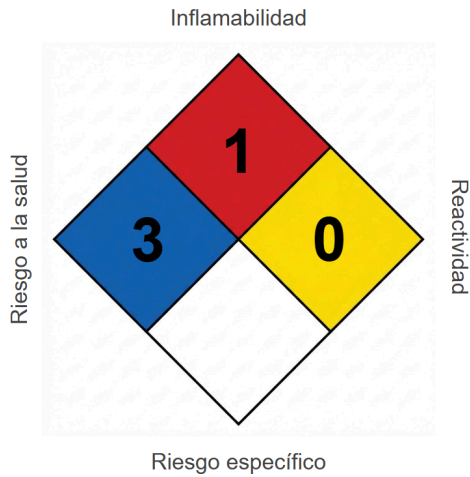 Inflamabilidad
1
Riesgo a la salud
3
0
Reactividad
Riesgo específico